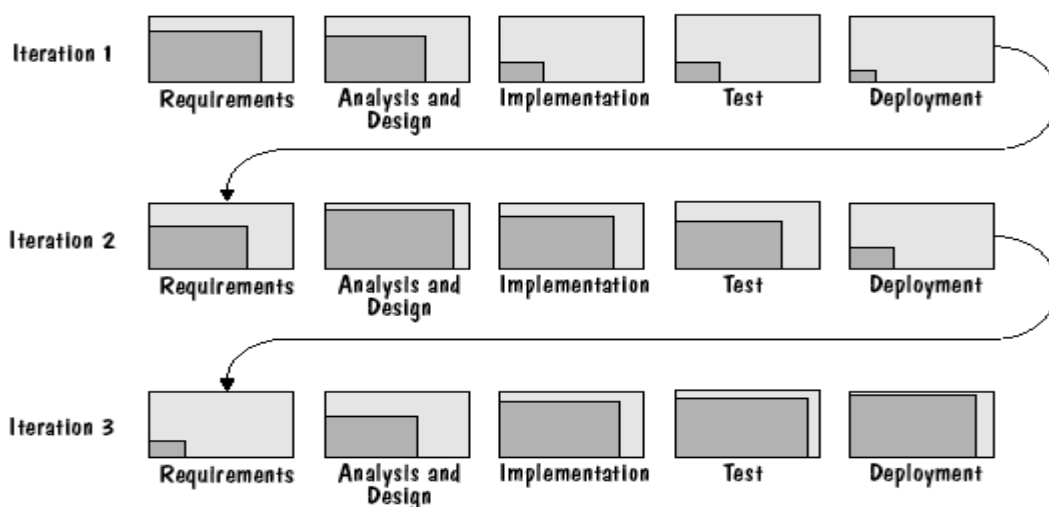 Iteration 1
Requirements
Analysis and
Design
Implementation
Test
Deployment
Iteration 2
Requirements
Analysis and
Design
Implementation
Test
Deployment
Iteration 3
Requirements
Analysis and
Design
Implementation
Test
Deployment